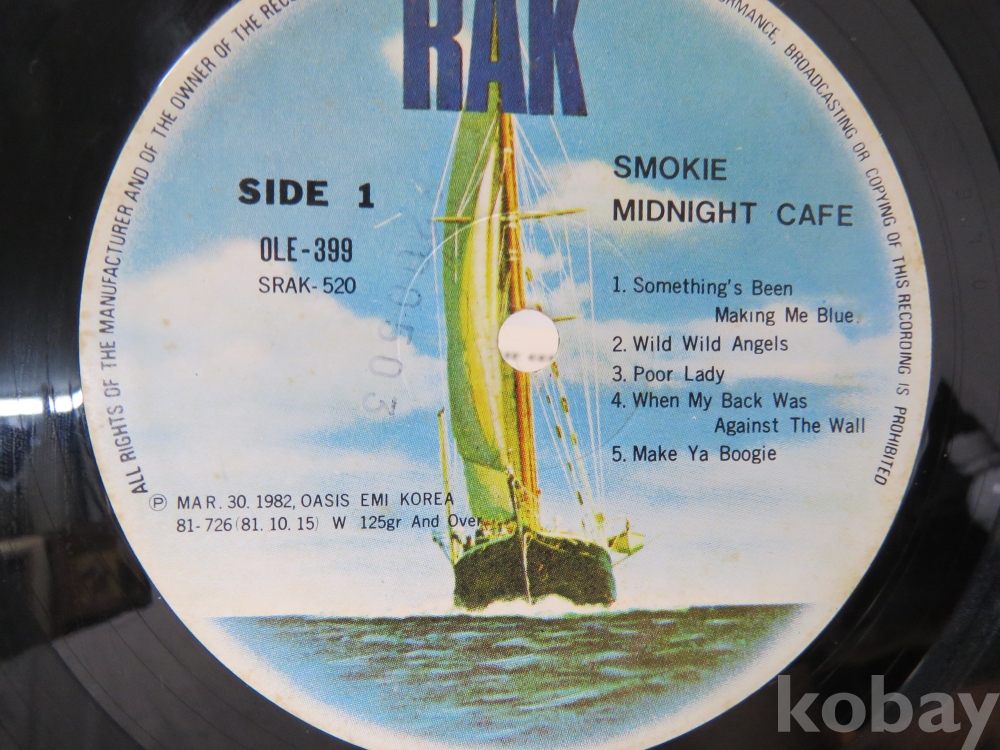 ALL RIGHTS OF THE MANUFACTURER AND OF THE OWNER OF THE
BROADCASTING OR COPYING OF THIS RECORDING IS PROHIBITED
RAK
SIDE 1
OLE-399
SRAK-520
SMOKIE
MIDNIGHT CAFE
1. Something's Been
Making Me Blue.
2. Wild Wild Angels
3. Poor Lady
4. When My Back Was
Against The Wall
5. Make Ya Boogie
Ⓟ MAR. 30. 1982, OASIS EMI KOREA
81-726(81. 10. 15) W 125gr And Over
kobay